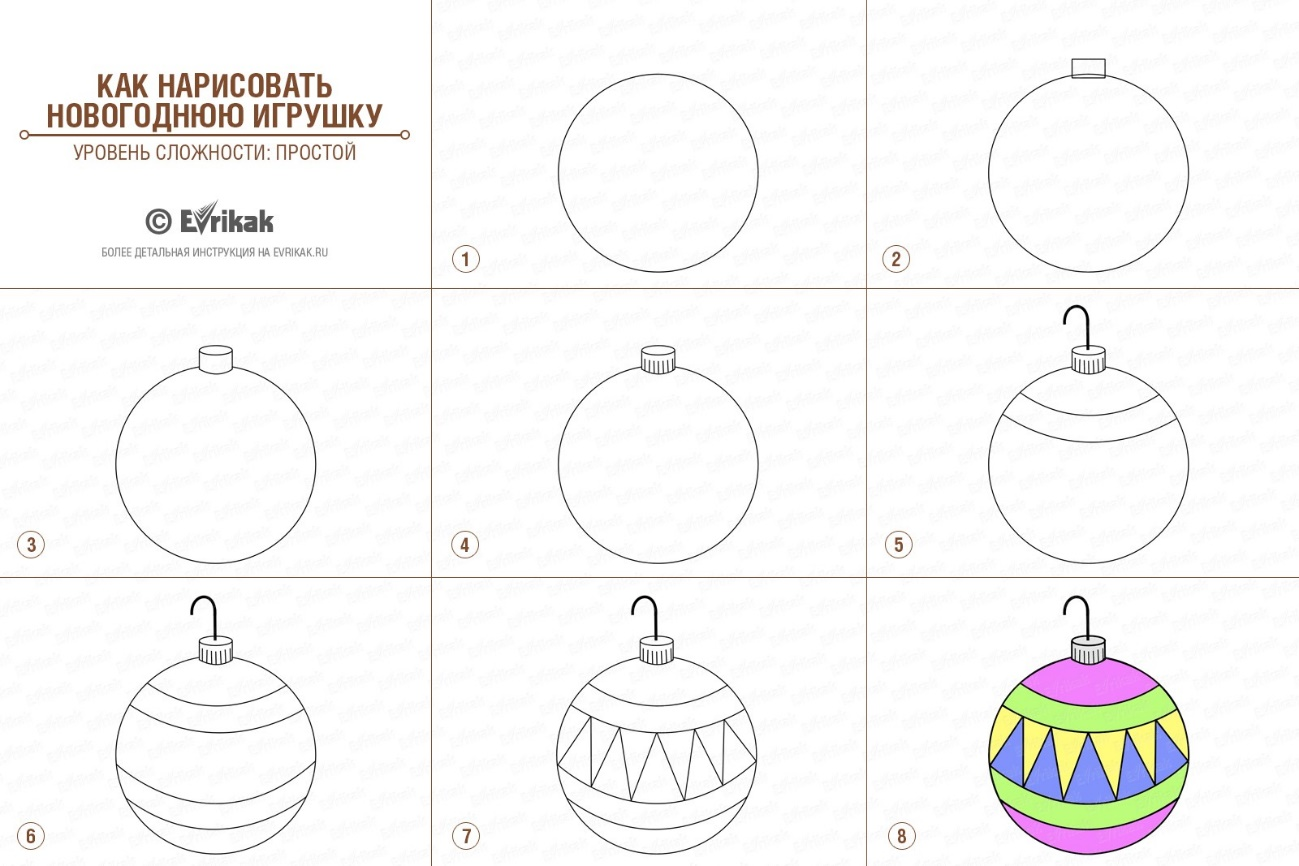 КАК НАРИСОВАТЬ
НОВОГОДНЮЮ ИГРУШКУ
УРОВЕНЬ СЛОЖНОСТИ: ПРОСТОЙ
© Evrikak
БОЛЕЕ ДЕТАЛЬНАЯ ИНСТРУКЦИЯ НА EVRIKAK.RU
1
2
3
4
5
6
7
8